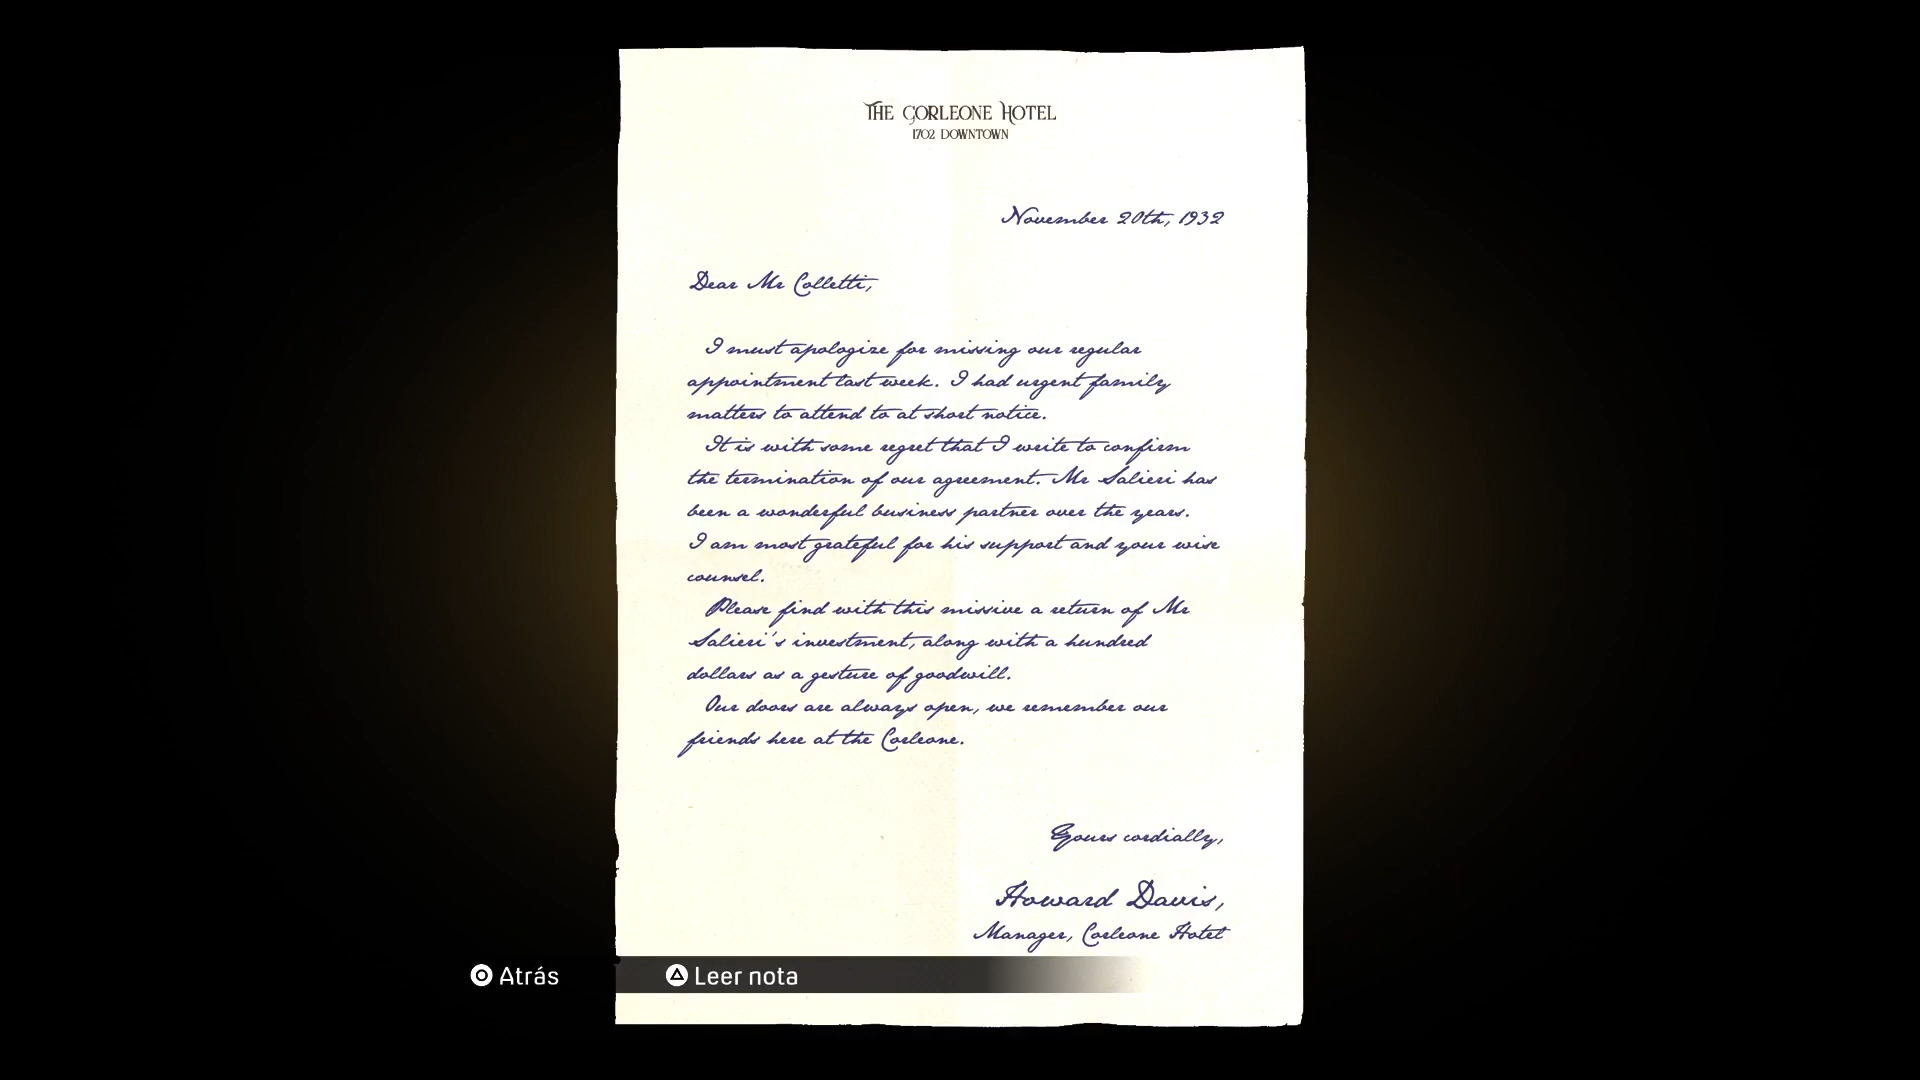 THE CORLEONE HOTEL
1702 DOWNTOWN
November 20th, 1932
Dear Mr Colletti,
I must apologize for missing our regular
appointment last week. I had urgent family
matters to attend to at short notice.
It is with some regret that I write to confirm
the termination of our agreement. Mr Salieri has
been a wonderful business partner over the years.
I am most grateful for his support and your wise
counsel.
Please find with this missive a return of Mr
Salieri's investment, along with a hundred
dollars as a gesture of goodwill.
Our doors are always open, we remember our
friends here at the Corleone.
Yours cordially,
Howard Davis,
Manager, Corleone Hotel
Atrás
Leer nota